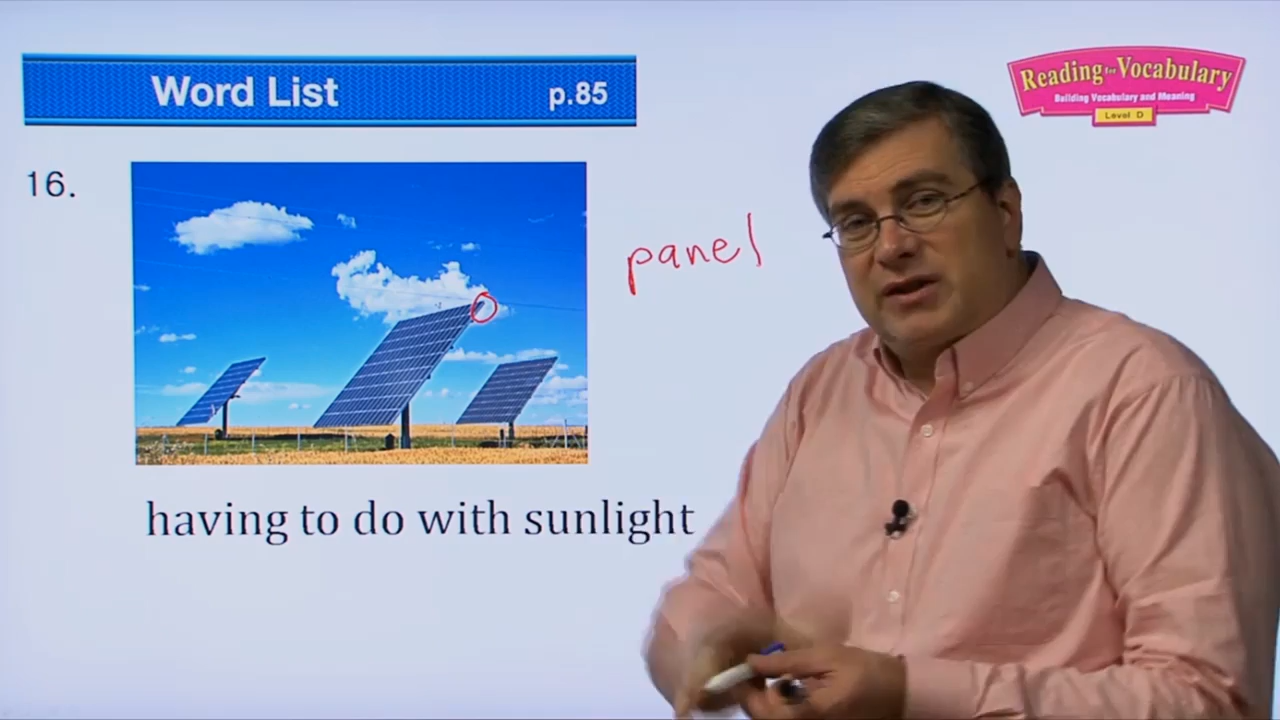 Word List p.85
Reading for Vocabulary
Building Vocabulary and Meaning
Level D
16.
panel
having to do with sunlight